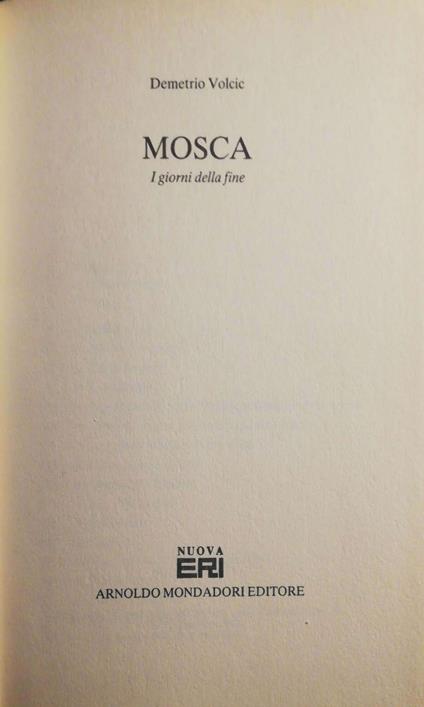 Demetrio Volcic
MOSCA
I giorni della fine
NUOVA
ERI
ARNOLDO MONDADORI EDITORE